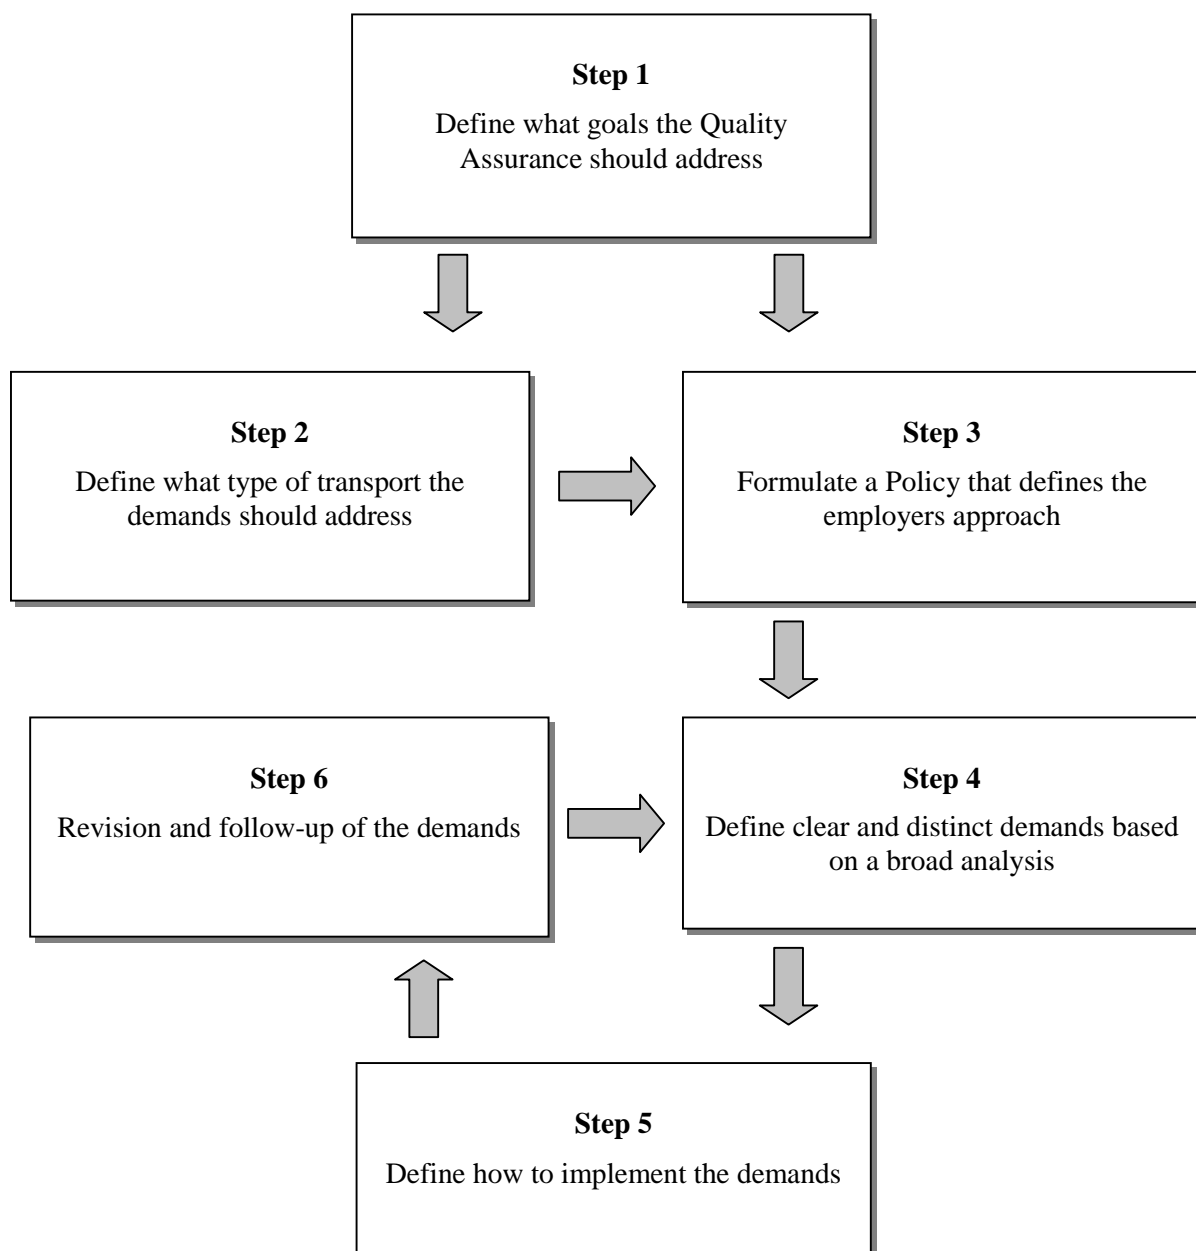 Step 1
Define what goals the Quality
Assurance should address
Step 2
Define what type of transport the
demands should address
Step 3
Formulate a Policy that defines the
employers approach
Step 6
Revision and follow-up of the demands
Step 4
Define clear and distinct demands based
on a broad analysis
Step 5
Define how to implement the demands